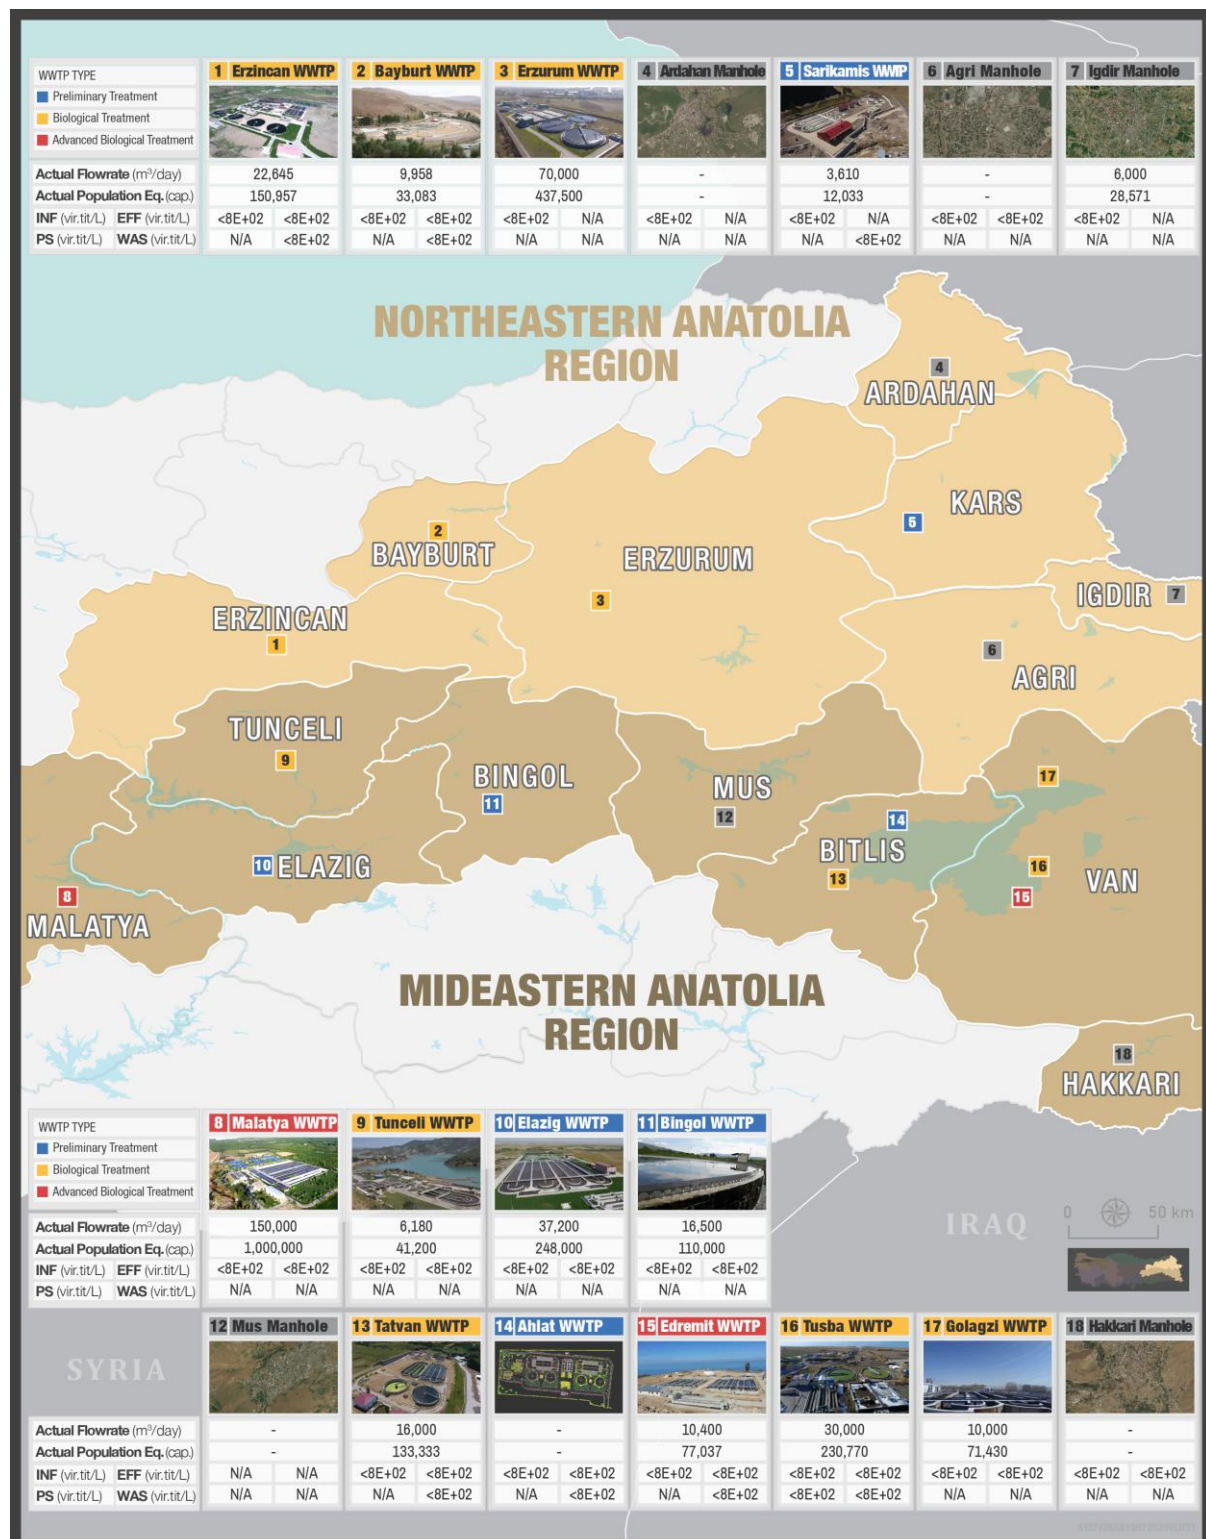 WWTP TYPE
Preliminary Treatment
Biological Treatment
Advanced Biological Treatment
1 Erzincan WWTP 2 Bayburt WWTP 3 Erzurum WWTP 4 Ardahan Manhole 5 Sarikamis WWTP 6 Agri Manhole 7 Igdir Manhole
Actual Flowrate (m³/day) 22,645 9,958 70,000 - 3,610 - 6,000
Actual Population Eq. (cap.) 150,957 33,083 437,500 - 12,033 - 28,571
INF (vir.tit/L) EFF (vir.tit/L) <8E+02 <8E+02 <8E+02 <8E+02 <8E+02 N/A <8E+02 N/A <8E+02 N/A <8E+02 <8E+02 <8E+02 N/A
PS (vir.tit/L) WAS (vir.tit/L) N/A <8E+02 N/A <8E+02 N/A N/A N/A N/A N/A <8E+02 N/A N/A N/A N/A
NORTHEASTERN ANATOLIA
REGION
4
ARDAHAN
KARS
5
2
BAYBURT
ERZURUM
3
IGDIR 7
ERZINCAN
1
6
AGRI
TUNCELI
9
BINGOL
11
MUS
12
17
14
BITLIS
13
16
VAN
15
10 ELAZIG
8
MALATYA
MIDEASTERN ANATOLIA
REGION
18
HAKKARI
WWTP TYPE
Preliminary Treatment
Biological Treatment
Advanced Biological Treatment
8 Malatya WWTP 9 Tunceli WWTP 10 Elazig WWTP 11 Bingol WWTP
Actual Flowrate (m³/day) 150,000 6,180 37,200 16,500
Actual Population Eq. (cap.) 1,000,000 41,200 248,000 110,000
INF (vir.tit/L) EFF (vir.tit/L) <8E+02 <8E+02 <8E+02 <8E+02 <8E+02 <8E+02 <8E+02 <8E+02
PS (vir.tit/L) WAS (vir.tit/L) N/A N/A N/A N/A N/A N/A N/A N/A
IRAQ
0 50 km
SYRIA
12 Mus Manhole 13 Tatvan WWTP 14 Ahlat WWTP 15 Edremit WWTP 16 Tusba WWTP 17 Golagzi WWTP 18 Hakkari Manhole
Actual Flowrate (m³/day) - 16,000 - 10,400 30,000 10,000 -
Actual Population Eq. (cap.) - 133,333 - 77,037 230,770 71,430 -
INF (vir.tit/L) EFF (vir.tit/L) N/A N/A <8E+02 <8E+02 <8E+02 <8E+02 <8E+02 <8E+02 <8E+02 <8E+02 <8E+02 <8E+02 <8E+02 <8E+02
PS (vir.tit/L) WAS (vir.tit/L) N/A N/A N/A <8E+02 N/A <8E+02 N/A <8E+02 <8E+02 <8E+02 N/A N/A N/A N/A